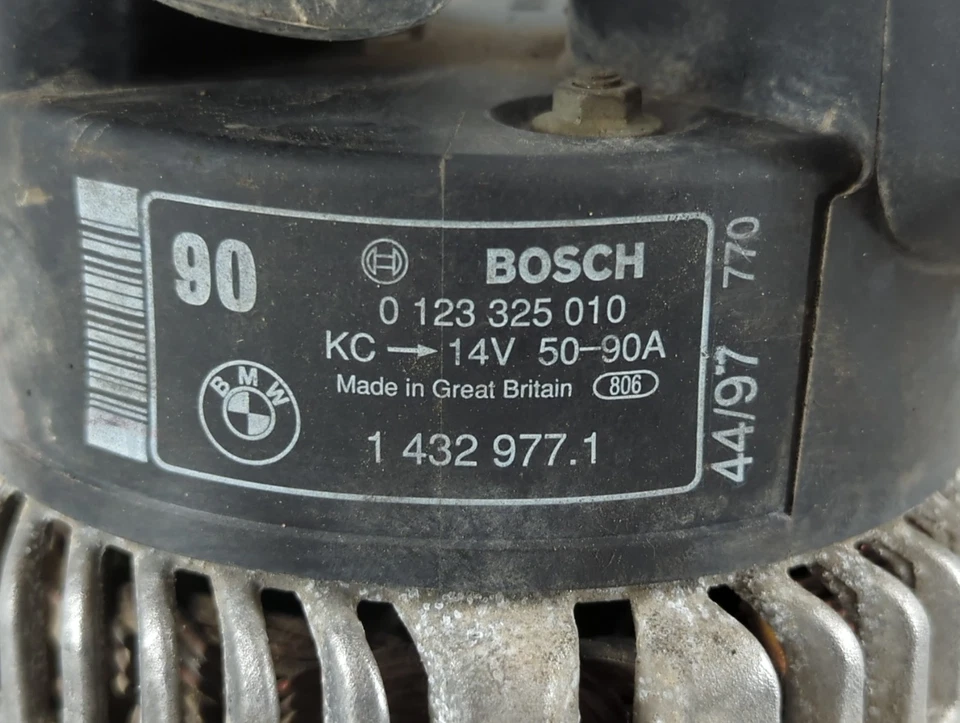 90
BOSCH
0 123 325 010
KC → 14V 50-90A
Made in Great Britain 806
BMW
1 432 977.1
44/97 770